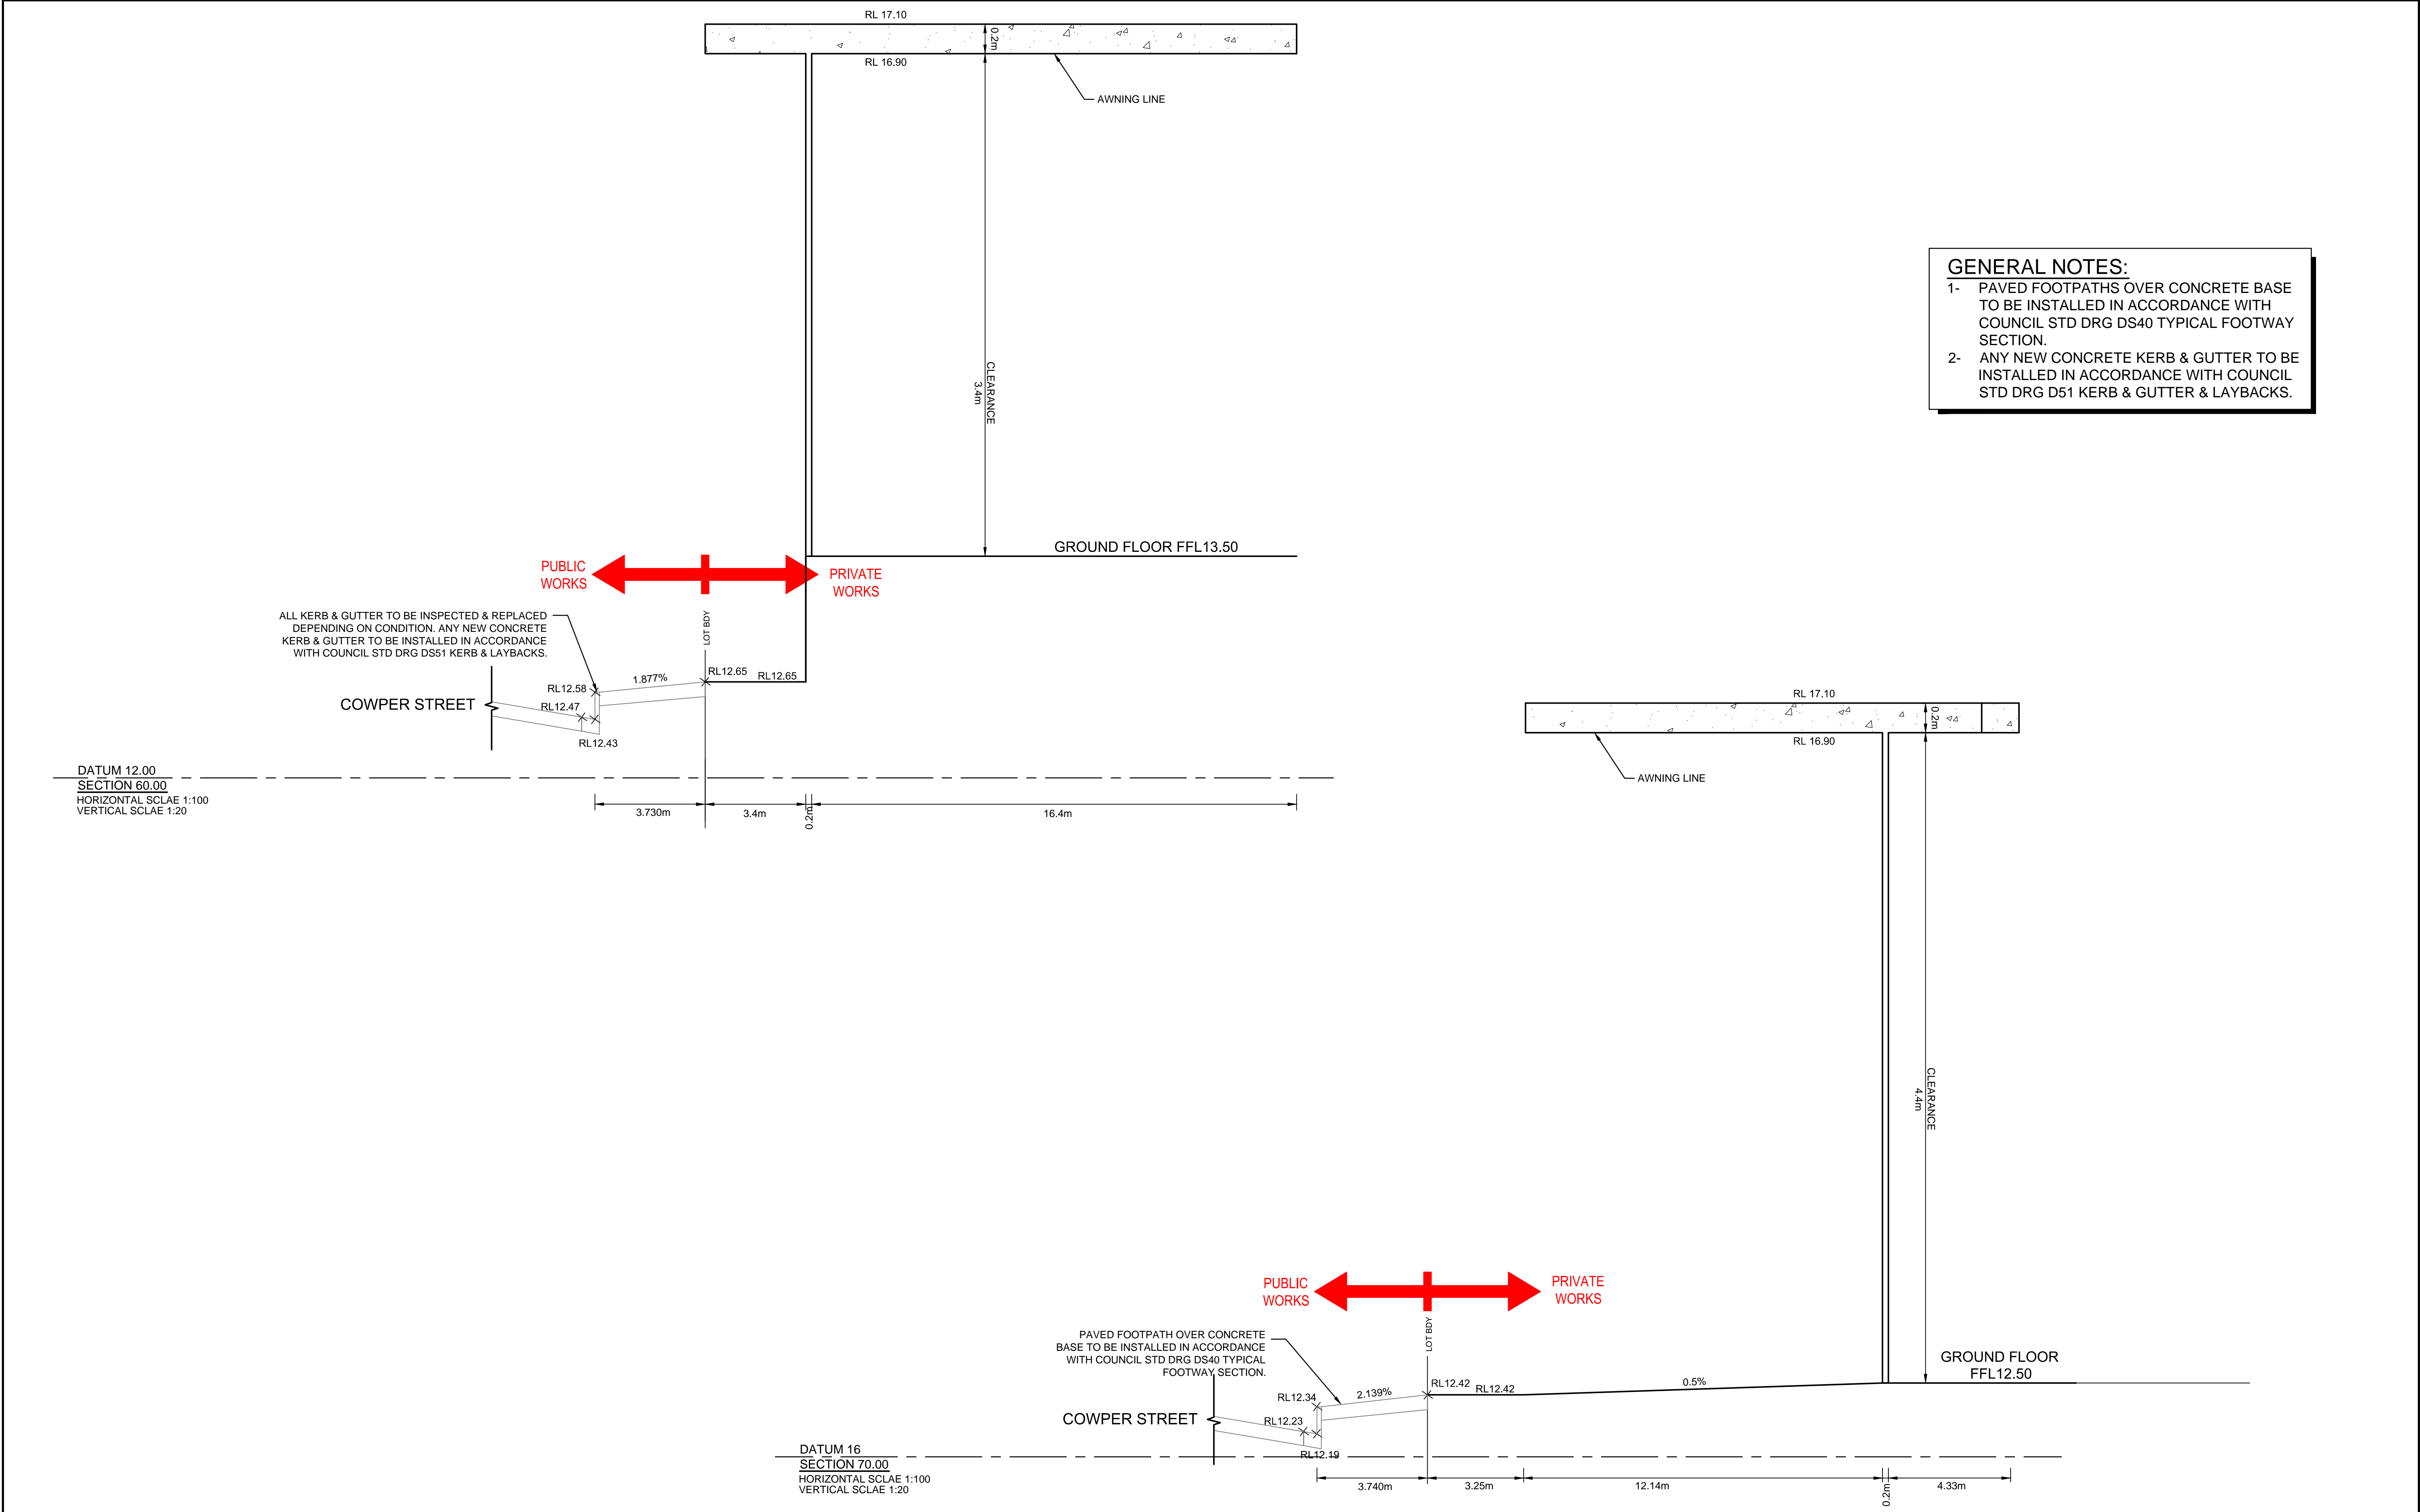 RL 17.10
0.2m
RL 16.90
AWNING LINE
CLEARANCE
3.4m
GROUND FLOOR FFL13.50
PUBLIC
WORKS
PRIVATE
WORKS
LOT BDY
ALL KERB & GUTTER TO BE INSPECTED & REPLACED
DEPENDING ON CONDITION. ANY NEW CONCRETE
KERB & GUTTER TO BE INSTALLED IN ACCORDANCE
WITH COUNCIL STD DRG DS51 KERB & LAYBACKS.
1.877%
RL12.65
RL12.65
RL12.58
RL12.47
COWPER STREET
RL12.43
DATUM 12.00
SECTION 60.00
HORIZONTAL SCLAE 1:100
VERTICAL SCLAE 1:20
3.730m
3.4m
0.2m
16.4m
GENERAL NOTES:
1- PAVED FOOTPATHS OVER CONCRETE BASE
TO BE INSTALLED IN ACCORDANCE WITH
COUNCIL STD DRG DS40 TYPICAL FOOTWAY
SECTION.
2- ANY NEW CONCRETE KERB & GUTTER TO BE
INSTALLED IN ACCORDANCE WITH COUNCIL
STD DRG D51 KERB & GUTTER & LAYBACKS.
RL 17.10
0.2m
RL 16.90
AWNING LINE
CLEARANCE
4.4m
PUBLIC
WORKS
PRIVATE
WORKS
LOT BDY
PAVED FOOTPATH OVER CONCRETE
BASE TO BE INSTALLED IN ACCORDANCE
WITH COUNCIL STD DRG DS40 TYPICAL
FOOTWAY SECTION.
GROUND FLOOR
FFL12.50
RL12.42
RL12.42
0.5%
2.139%
RL12.34
RL12.23
COWPER STREET
RL12.19
DATUM 16
SECTION 70.00
HORIZONTAL SCLAE 1:100
VERTICAL SCLAE 1:20
3.740m
3.25m
12.14m
0.2m
4.33m